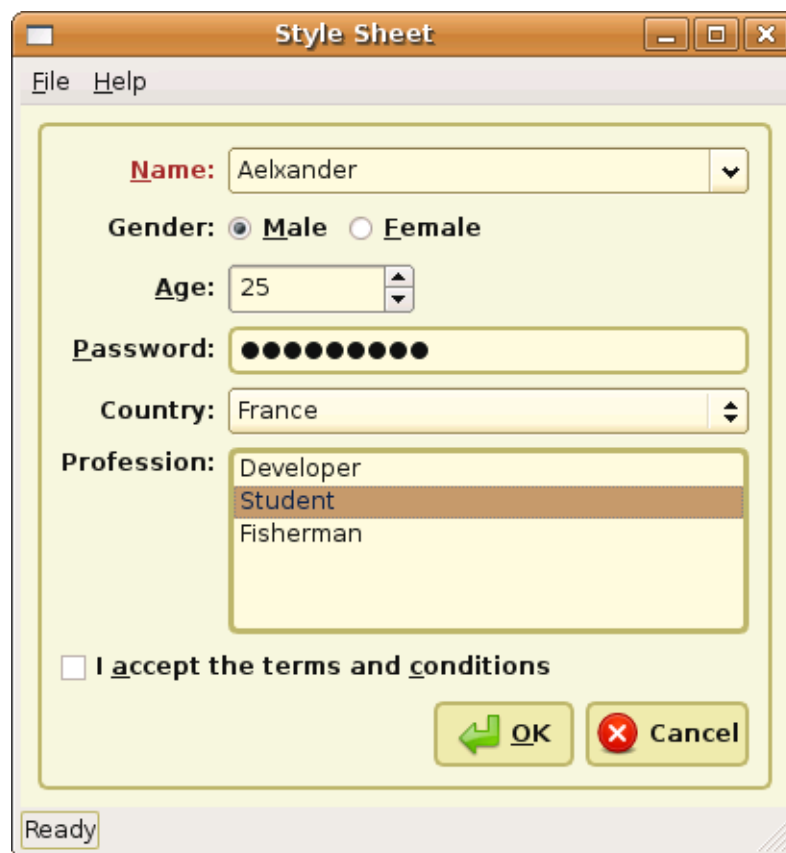 Style Sheet
File Help
Name: Aelxander
Gender: Male Female
Age: 25
Password: ●●●●●●●●●
Country: France
Profession: Developer
Student
Fisherman
I accept the terms and conditions
OK Cancel
Ready